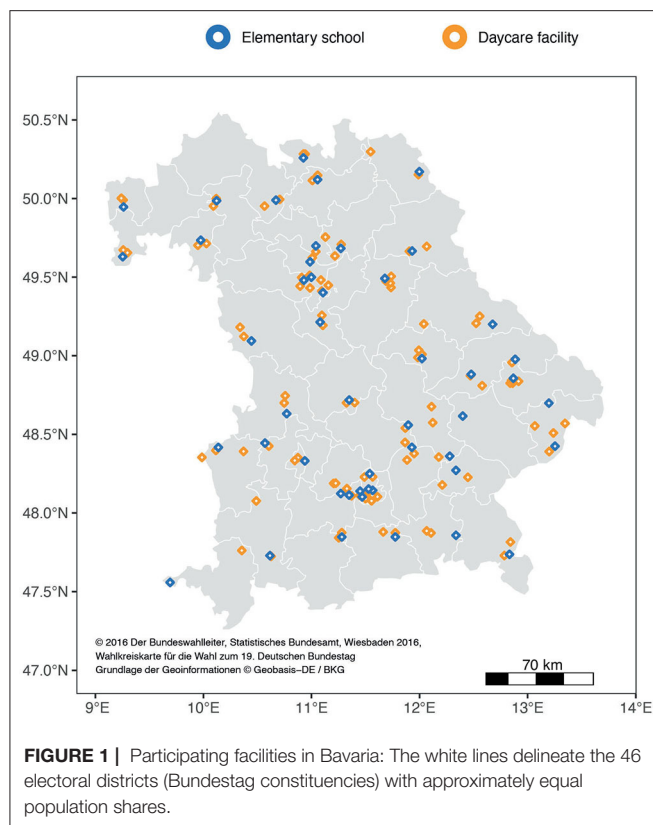 Elementary school Daycare facility
50.5°N
50.0°N
49.5°N
49.0°N
48.5°N
48.0°N
47.5°N
47.0°N
© 2016 Der Bundeswahlleiter, Statistisches Bundesamt, Wiesbaden 2016,
Wahlkreiskarte für die Wahl zum 19. Deutschen Bundestag
Grundlage der Geoinformationen © Geobasis−DE / BKG
70 km
9°E 10°E 11°E 12°E 13°E 14°E
FIGURE 1 | Participating facilities in Bavaria: The white lines delineate the 46
electoral districts (Bundestag constituencies) with approximately equal
population shares.